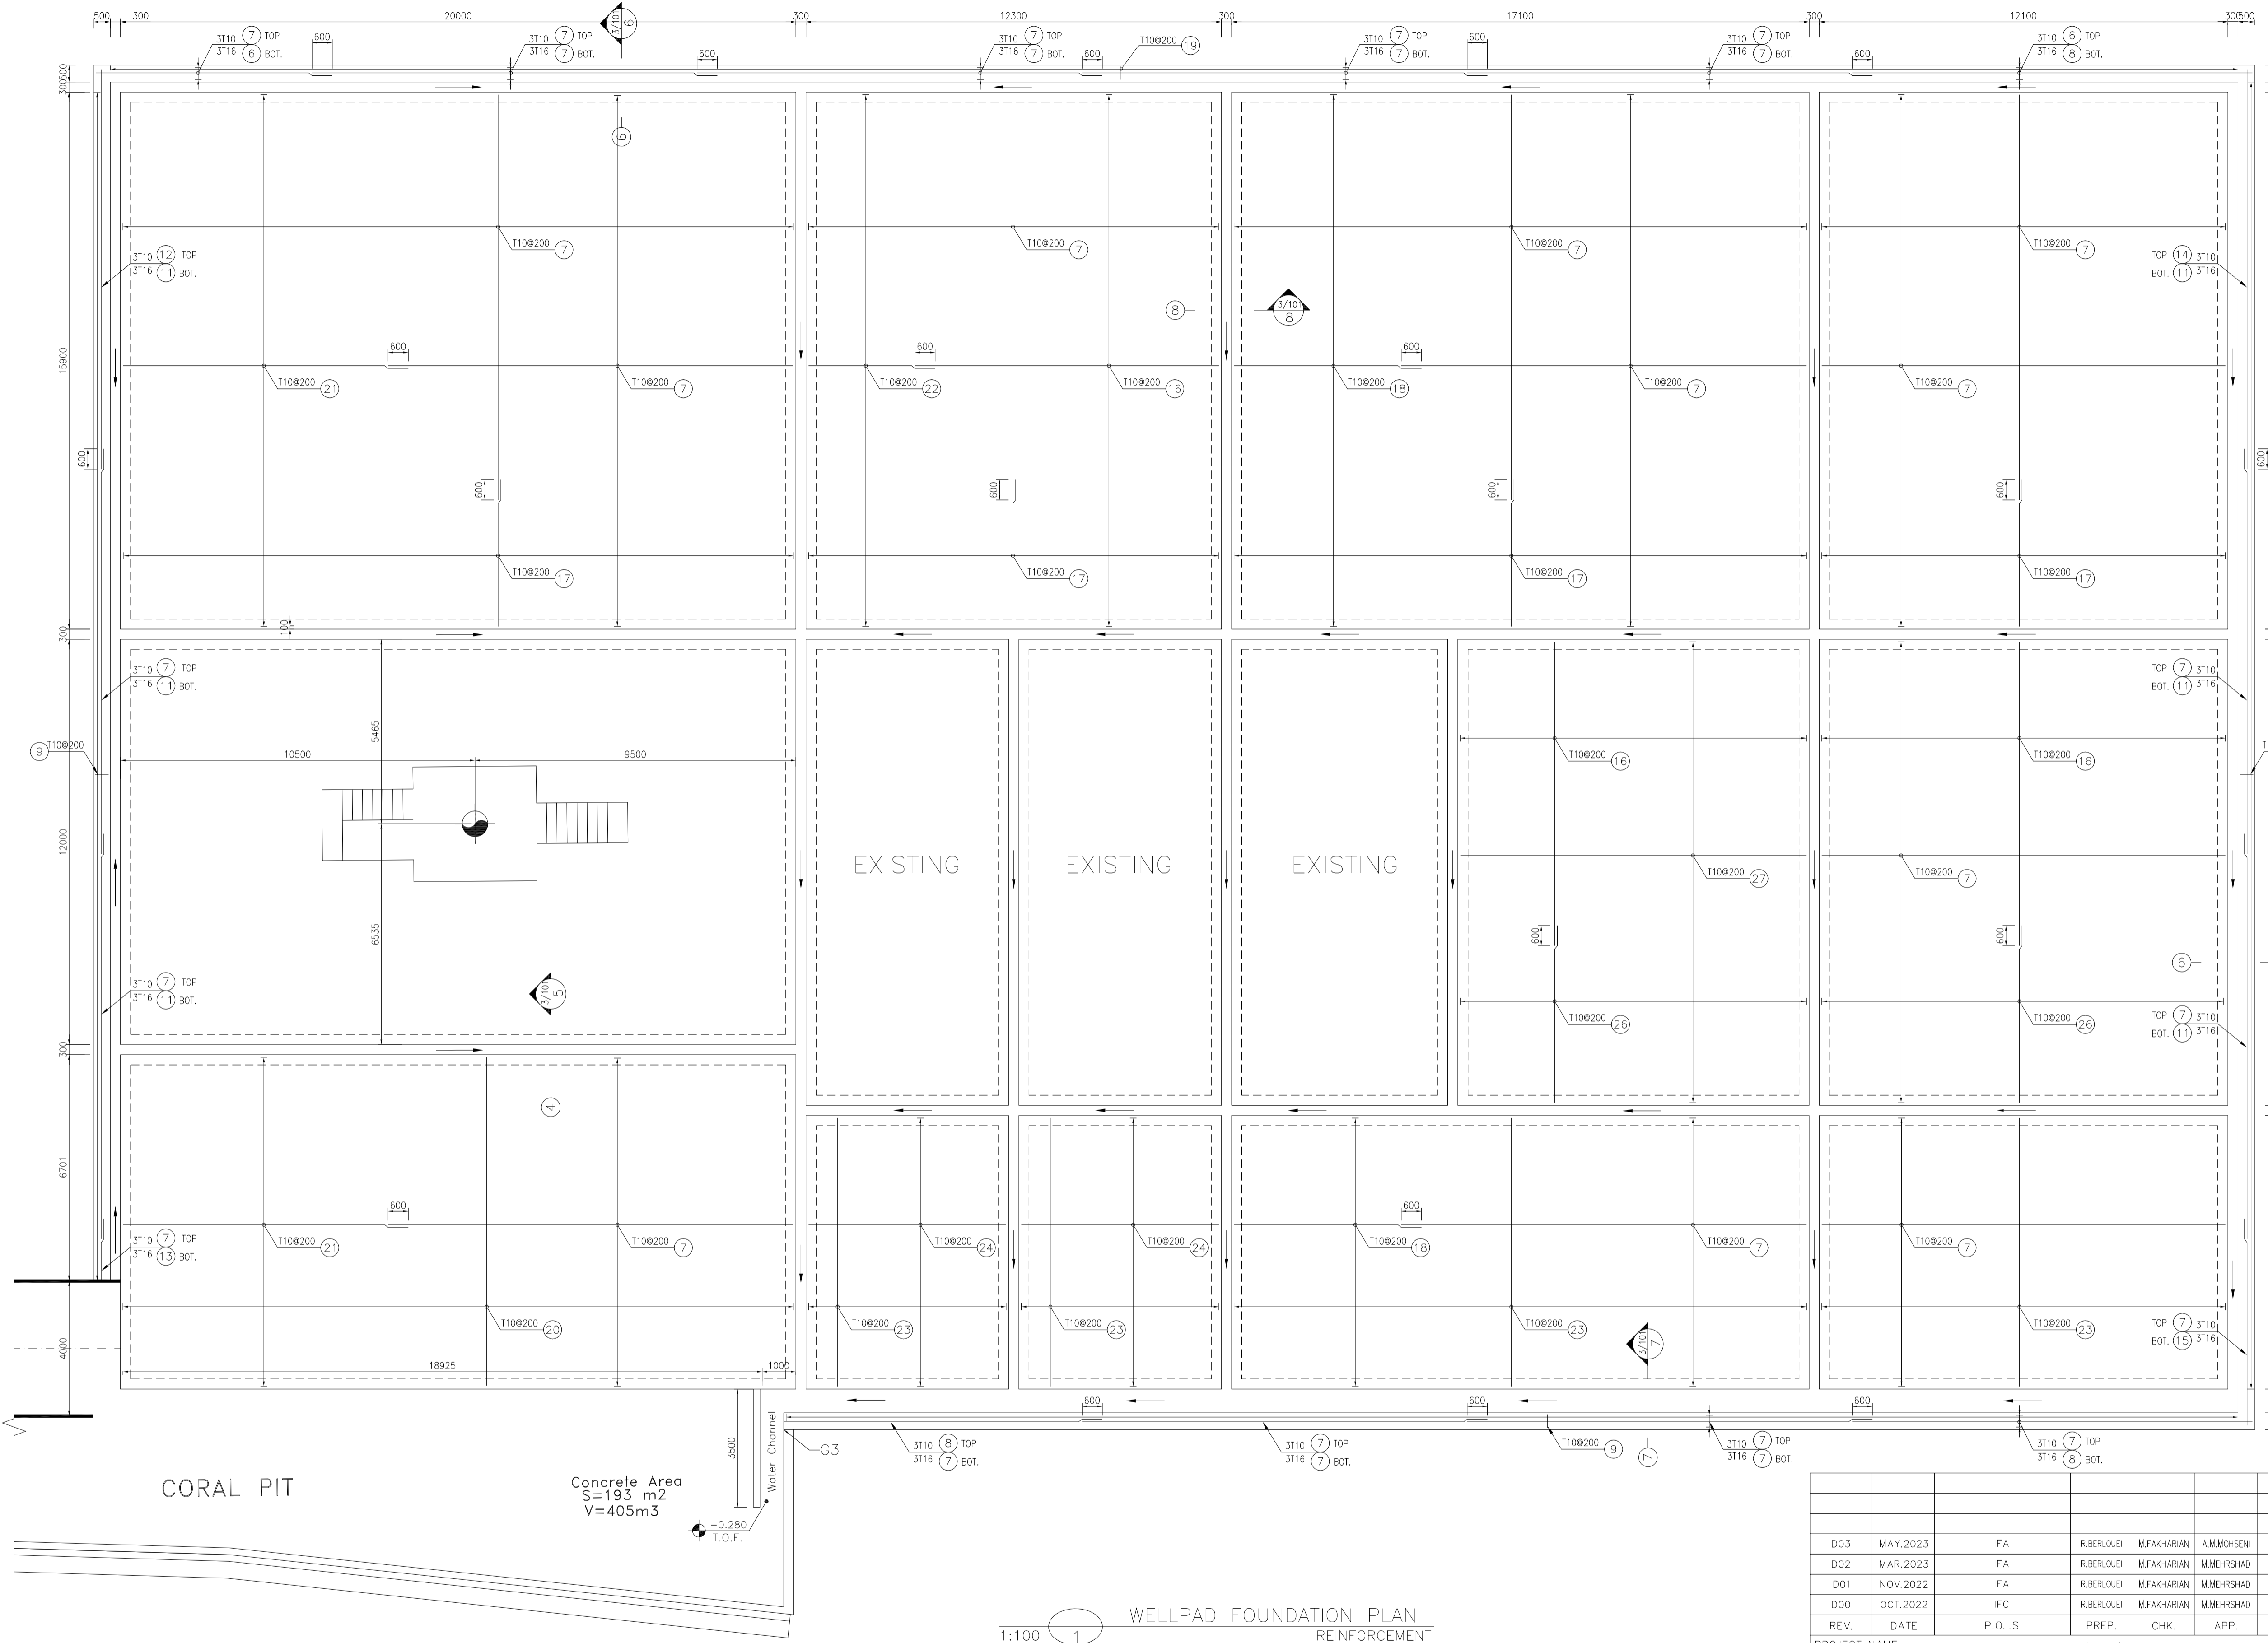 500
300
20000
300
12300
300
17100
300
12100
300
500
3/101
6
3T10 7 TOP
3T16 6 BOT.
600
3T10 7 TOP
3T16 7 BOT.
600
3T10 7 TOP
3T16 7 BOT.
600
T10@200 19
3T10 7 TOP
3T16 7 BOT.
600
3T10 7 TOP
3T16 7 BOT.
600
3T10 6 TOP
3T16 8 BOT.
500
300
6
T10@200 7
T10@200 7
T10@200 7
T10@200 7
3T10 12 TOP
3T16 11 BOT.
TOP 14 3T10
BOT. 11 3T16
8
3/101
8
15900
600
600
600
T10@200 21
T10@200 7
T10@200 22
T10@200 16
T10@200 18
T10@200 7
T10@200 7
600
600
600
600
600
600
T10@200 17
T10@200 17
T10@200 17
T10@200 17
300
100
3T10 7 TOP
3T16 11 BOT.
TOP 7 3T10
BOT. 11 3T16
5465
9 T10@200
10500
9500
T10@200 16
T10@200 16
T
12000
EXISTING
EXISTING
EXISTING
T10@200 27
T10@200 7
6535
600
600
6
3T10 7 TOP
3T16 11 BOT.
3/101
5
T10@200 26
T10@200 26
TOP 7 3T10
BOT. 11 3T16
300
4
6701
600
600
3T10 7 TOP
3T16 13 BOT.
T10@200 21
T10@200 7
T10@200 24
T10@200 24
T10@200 18
T10@200 7
T10@200 7
T10@200 20
T10@200 23
T10@200 23
T10@200 23
3/101
7
T10@200 23
TOP 7 3T10
BOT. 15 3T16
4000
18925
1000
600
600
600
3500
Water Channel
G3
3T10 8 TOP
3T16 7 BOT.
3T10 7 TOP
3T16 7 BOT.
T10@200 9
7
3T10 7 TOP
3T16 7 BOT.
3T10 7 TOP
3T16 8 BOT.
CORAL PIT
Concrete Area
S=193 m2
V=405m3
-0.280
T.O.F.
D03 MAY.2023 IFA R.BERLOUEI M.FAKHARIAN A.M.MOHSENI
D02 MAR.2023 IFA R.BERLOUEI M.FAKHARIAN M.MEHRSHAD
D01 NOV.2022 IFA R.BERLOUEI M.FAKHARIAN M.MEHRSHAD
D00 OCT.2022 IFC R.BERLOUEI M.FAKHARIAN M.MEHRSHAD
REV. DATE P.O.I.S PREP. CHK. APP.
WELLPAD FOUNDATION PLAN
1:100 1 REINFORCEMENT
PROJECT NAME